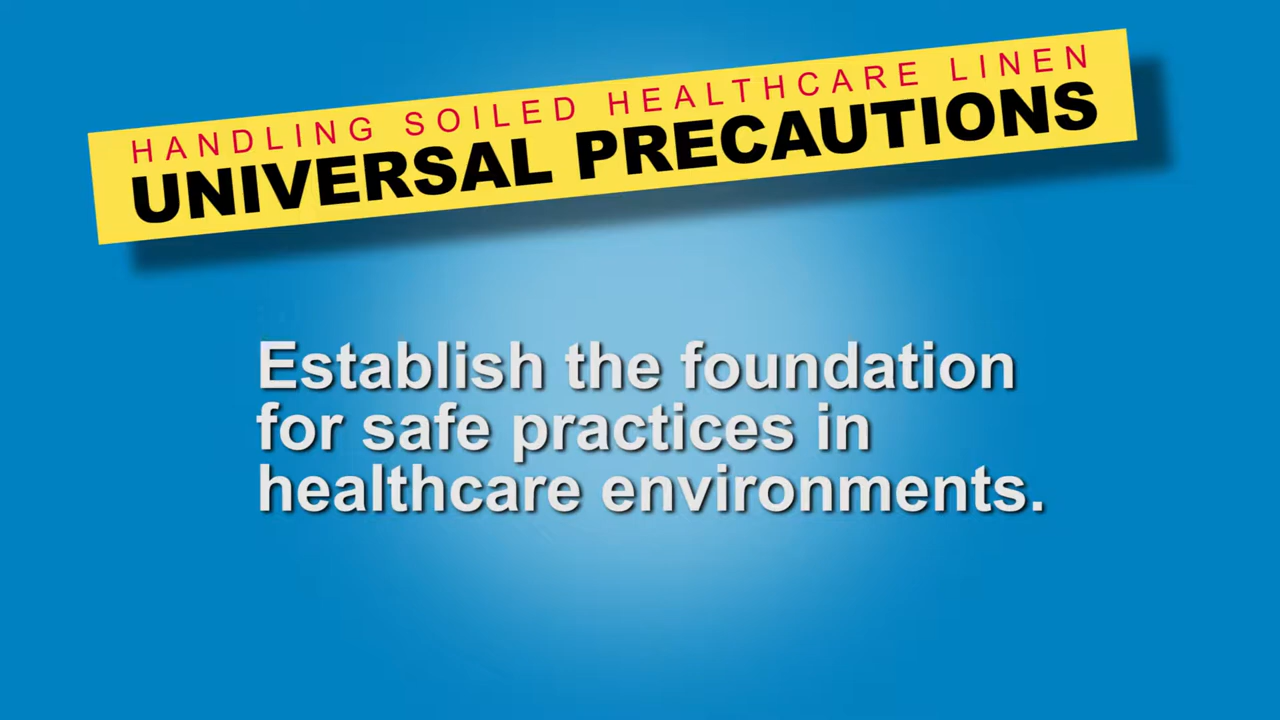 HANDLING SOILED HEALTHCARE LINEN
UNIVERSAL PRECAUTIONS
Establish the foundation
for safe practices in
healthcare environments.